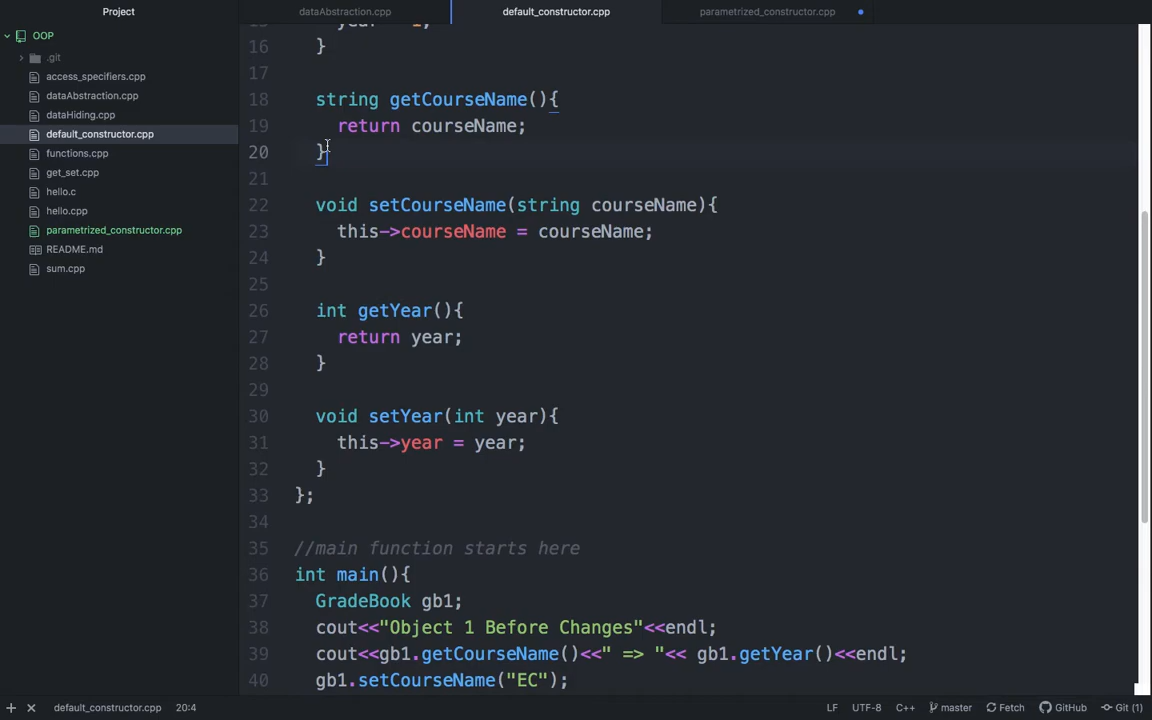 Project
dataAbstraction.cpp
default_constructor.cpp
parametrized_constructor.cpp
OOP
.git
access_specifiers.cpp
dataAbstraction.cpp
dataHiding.cpp
default_constructor.cpp
functions.cpp
get_set.cpp
hello.c
hello.cpp
parametrized_constructor.cpp
README.md
sum.cpp
16 }
17
18 string getCourseName(){
19 return courseName;
20 }
21
22 void setCourseName(string courseName){
23 this->courseName = courseName;
24 }
25
26 int getYear(){
27 return year;
28 }
29
30 void setYear(int year){
31 this->year = year;
32 }
33 };
34
35 //main function starts here
36 int main(){
37 GradeBook gb1;
38 cout<<"Object 1 Before Changes"<<endl;
39 cout<<gb1.getCourseName()<<" => "<< gb1.getYear()<<endl;
40 gb1.setCourseName("EC");
default_constructor.cpp 20:4
LF UTF-8 C++ master Fetch GitHub Git (1)